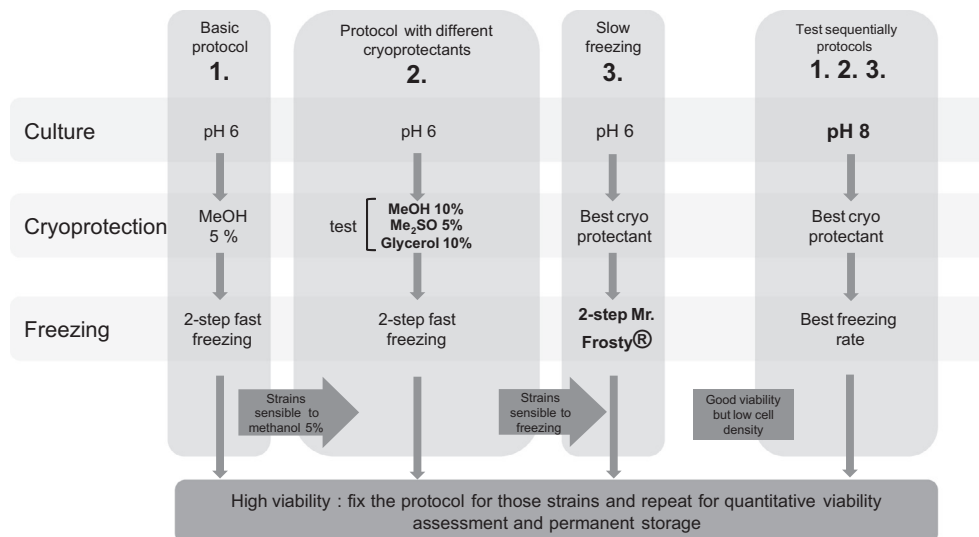 Basic
protocol
1.
Protocol with different
cryoprotectants
2.
Slow
freezing
3.
Test sequentially
protocols
1. 2. 3.
Culture
pH 6
pH 6
pH 6
pH 8
Cryoprotection
MeOH
5 %
test
MeOH 10%
Me₂SO 5%
Glycerol 10%
Best cryo
protectant
Best cryo
protectant
Freezing
2-step fast
freezing
2-step fast
freezing
2-step Mr.
Frosty®
Best freezing
rate
Strains
sensible to
methanol 5%
Strains
sensible to
freezing
Good viability
but low cell
density
High viability : fix the protocol for those strains and repeat for quantitative viability
assessment and permanent storage